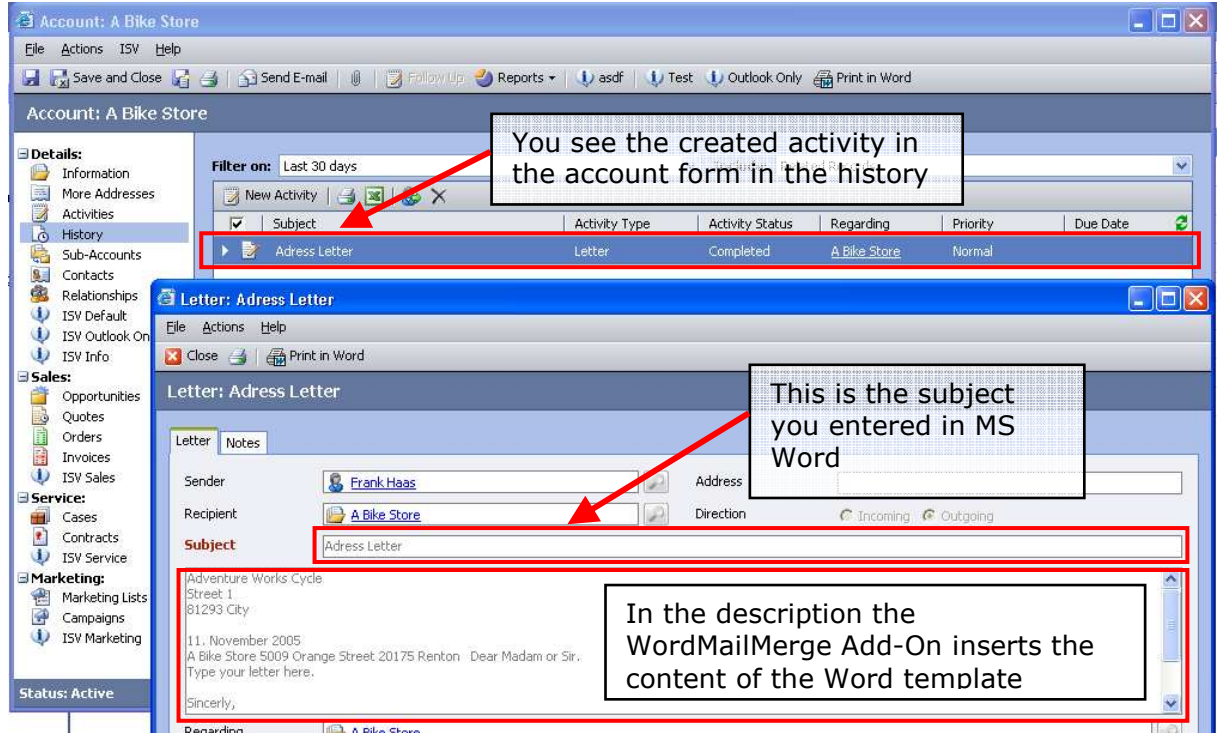 Account: A Bike Store
File Actions ISV Help
Save and Close Send E-mail Follow Up Reports asdf Test Outlook Only Print in Word
Account: A Bike Store
You see the created activity in
the account form in the history
Details:
Information
More Addresses
Activities
History
Sub-Accounts
Contacts
Relationships
ISV Default
ISV Outlook On
ISV Info
Sales:
Opportunities
Quotes
Orders
Invoices
ISV Sales
Service:
Cases
Contracts
ISV Service
Marketing:
Marketing Lists
Campaigns
ISV Marketing
Status: Active
Filter on: Last 30 days
New Activity
Subject Activity Type Activity Status Regarding Priority Due Date
Adress Letter Letter Completed A Bike Store Normal
Letter: Adress Letter
File Actions Help
Close Print in Word
Letter: Adress Letter
This is the subject
you entered in MS
Word
Letter Notes
Sender Frank Haas Address
Recipient A Bike Store Direction Incoming Outgoing
Subject Adress Letter
Adventure Works Cycle
Street 1
81293 City
11. November 2005
A Bike Store 5009 Orange Street 20175 Renton Dear Madam or Sir.
Type your letter here.
Sincerly,
In the description the
WordMailMerge Add-On inserts the
content of the Word template
Regarding A Bike Store